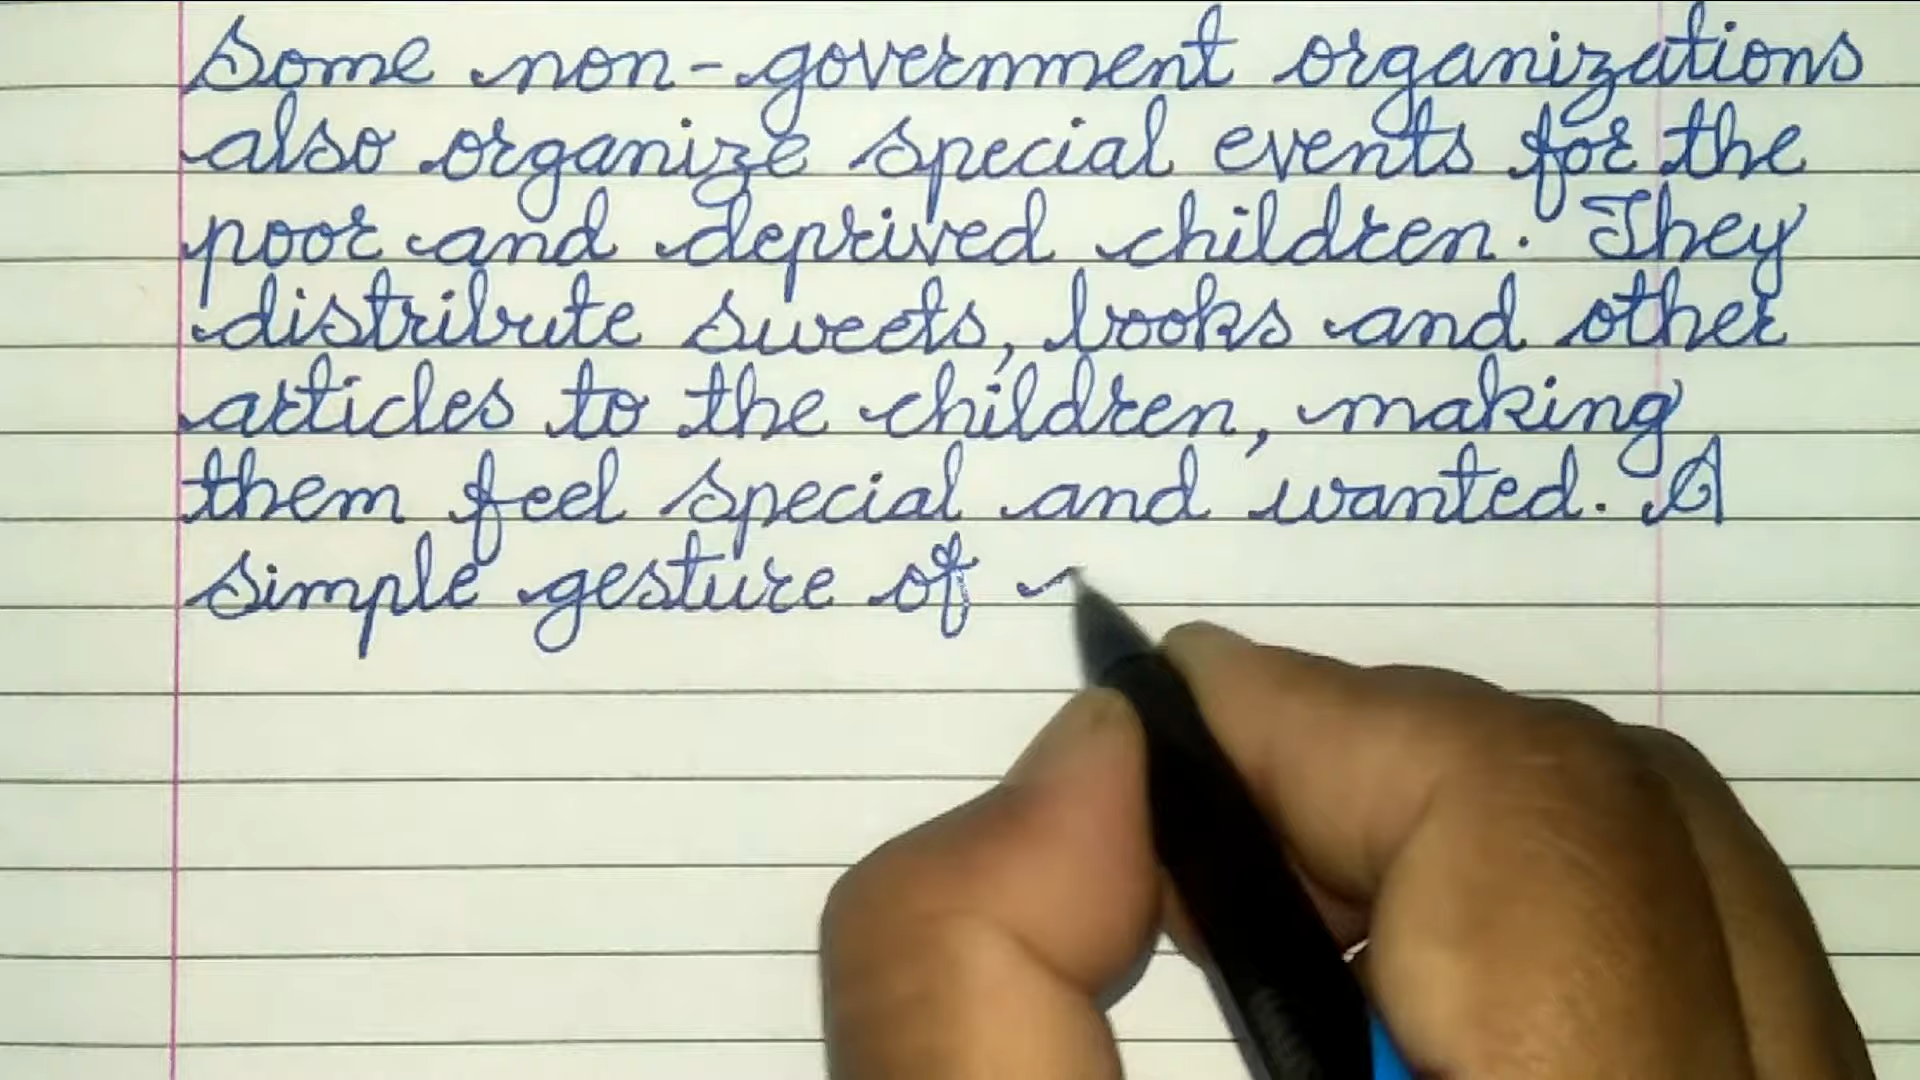 Some non-government organizations
also organize special events for the
poor and deprived children. They
distribute sweets, books and other
articles to the children, making
them feel special and wanted. A
simple gesture of